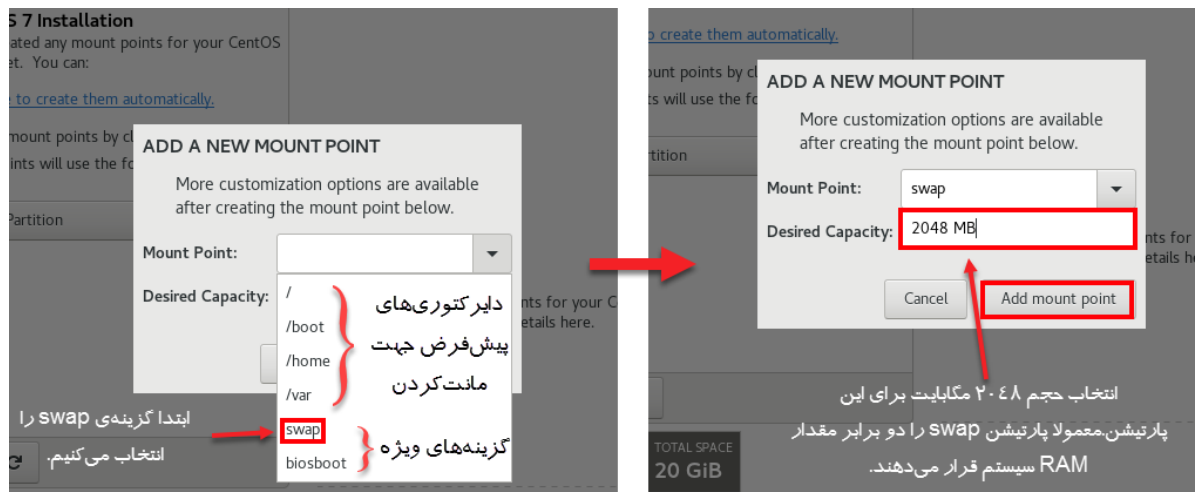 S 7 Installation
ated any mount points for your CentOS
et. You can:
to create them automatically.
mount points by cl
ints will use the fo
Partition
ADD A NEW MOUNT POINT
More customization options are available
after creating the mount point below.
Mount Point:
Desired Capacity:
/
/boot
/home
/var
swap
biosboot
دایرکتوری‌های
پیش‌فرض جهت
مانت‌کردن
گزینه‌های ویژه
ابتدا گزینه‌ی swap را
انتخاب می‌کنیم.
nts for your C
etails here.
o create them automatically.
ount points by cl
ts will use the fo
rtition
ADD A NEW MOUNT POINT
More customization options are available
after creating the mount point below.
Mount Point: swap
Desired Capacity: 2048 MB
Cancel Add mount point
nts for
etails h
انتخاب حجم ۲۰٤۸ مگابایت برای این
پارتیشن.معمولا پارتیشن swap را دو برابر مقدار
RAM سیستم قرار می‌دهند.
TOTAL SPACE
20 GiB